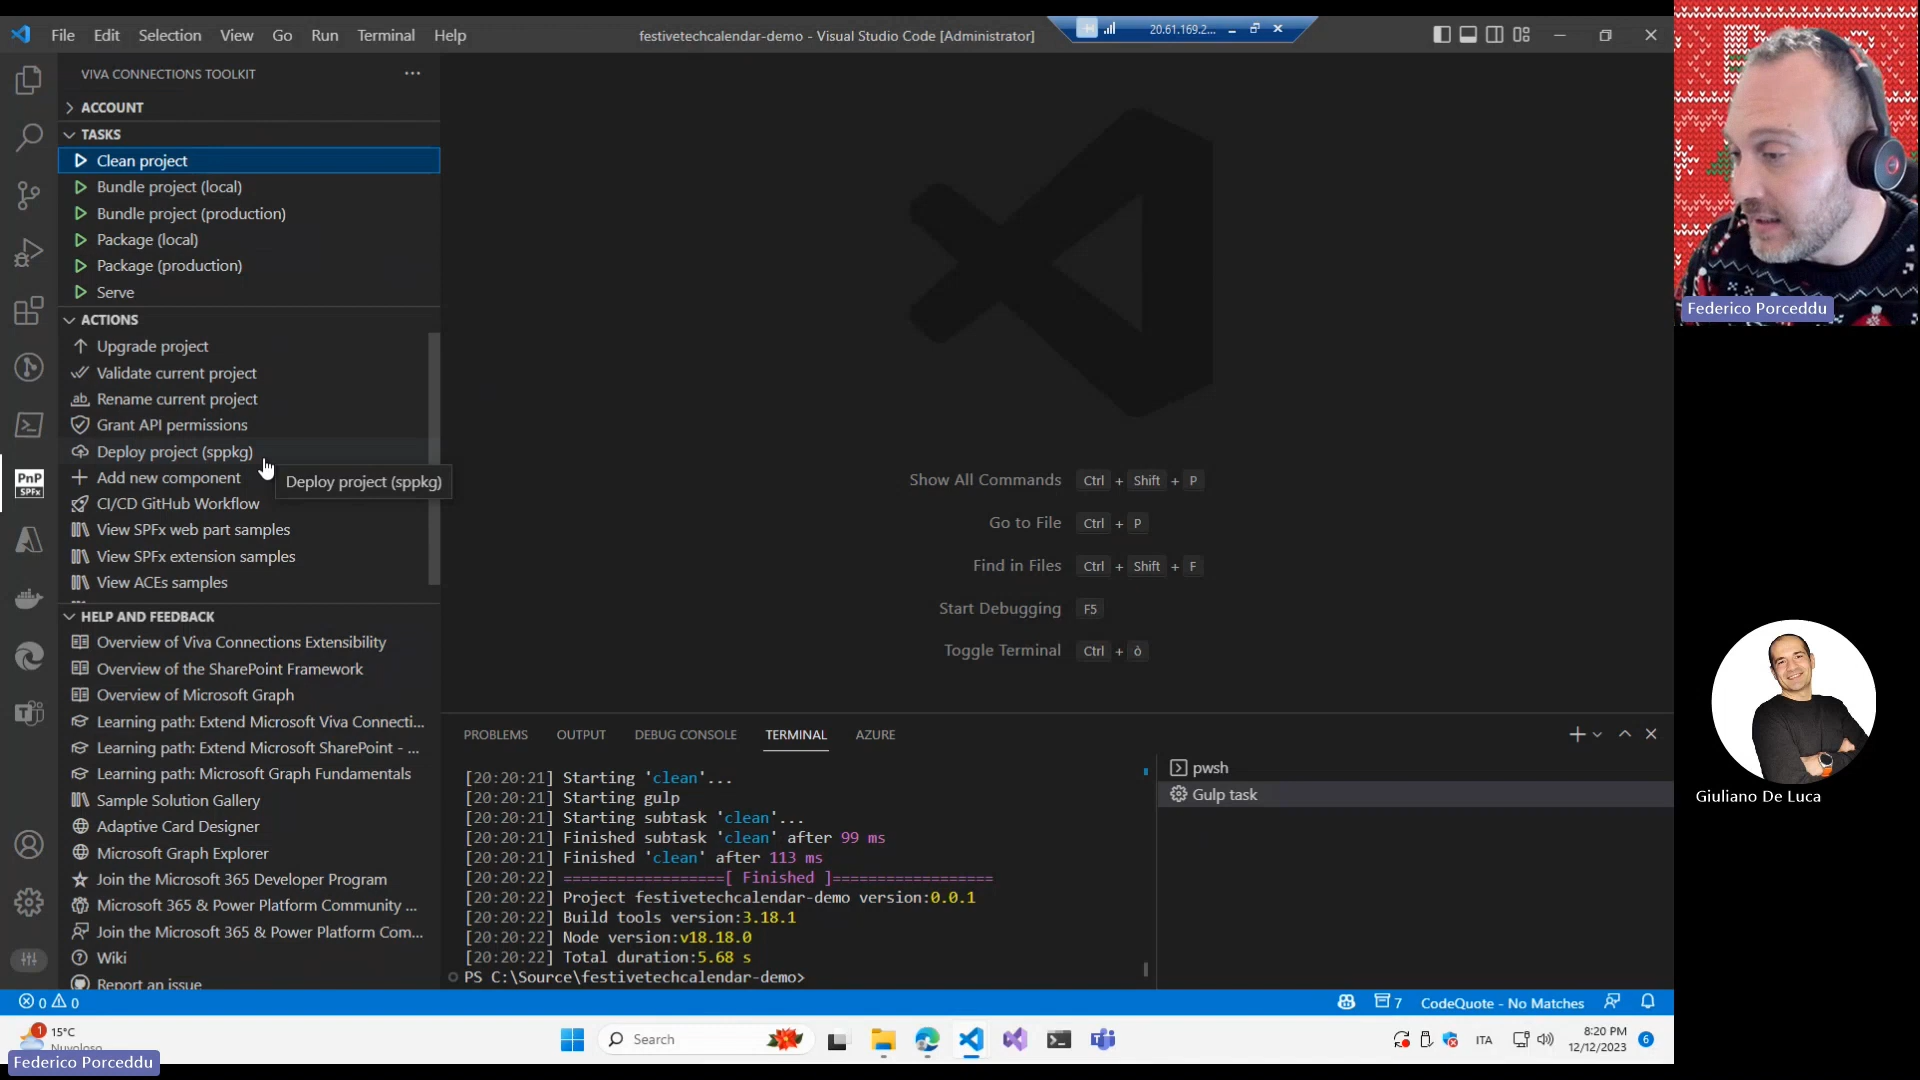 File Edit Selection View Go Run Terminal Help
festivetechcalendar-demo - Visual Studio Code [Administrator]
20.61.169.2...
VIVA CONNECTIONS TOOLKIT
ACCOUNT
TASKS
Clean project
Bundle project (local)
Bundle project (production)
Package (local)
Package (production)
Serve
ACTIONS
Upgrade project
Validate current project
Rename current project
Grant API permissions
Deploy project (sppkg)
Add new component
Deploy project (sppkg)
CI/CD GitHub Workflow
View SPFx web part samples
View SPFx extension samples
View ACEs samples
HELP AND FEEDBACK
Overview of Viva Connections Extensibility
Overview of the SharePoint Framework
Overview of Microsoft Graph
Learning path: Extend Microsoft Viva Connecti...
Learning path: Extend Microsoft SharePoint - ...
Learning path: Microsoft Graph Fundamentals
Sample Solution Gallery
Adaptive Card Designer
Microsoft Graph Explorer
Join the Microsoft 365 Developer Program
Microsoft 365 & Power Platform Community ...
Join the Microsoft 365 & Power Platform Com...
Wiki
Report an issue
PnP
SPFx
Show All Commands Ctrl + Shift + P
Go to File Ctrl + P
Find in Files Ctrl + Shift + F
Start Debugging F5
Toggle Terminal Ctrl + ò
PROBLEMS OUTPUT DEBUG CONSOLE TERMINAL AZURE
[20:20:21] Starting 'clean'...
[20:20:21] Starting gulp
[20:20:21] Starting subtask 'clean'...
[20:20:21] Finished subtask 'clean' after 99 ms
[20:20:21] Finished 'clean' after 113 ms
[20:20:22] ==================[ Finished ]==================
[20:20:22] Project festivetechcalendar-demo version:0.0.1
[20:20:22] Build tools version:3.18.1
[20:20:22] Node version:v18.18.0
[20:20:22] Total duration:5.68 s
PS C:\Source\festivetechcalendar-demo>
pwsh
Gulp task
0 0
7
CodeQuote - No Matches
1
15°C
Nuvoloso
Search
ITA
8:20 PM
12/12/2023
6
Federico Porceddu
Federico Porceddu
Giuliano De Luca